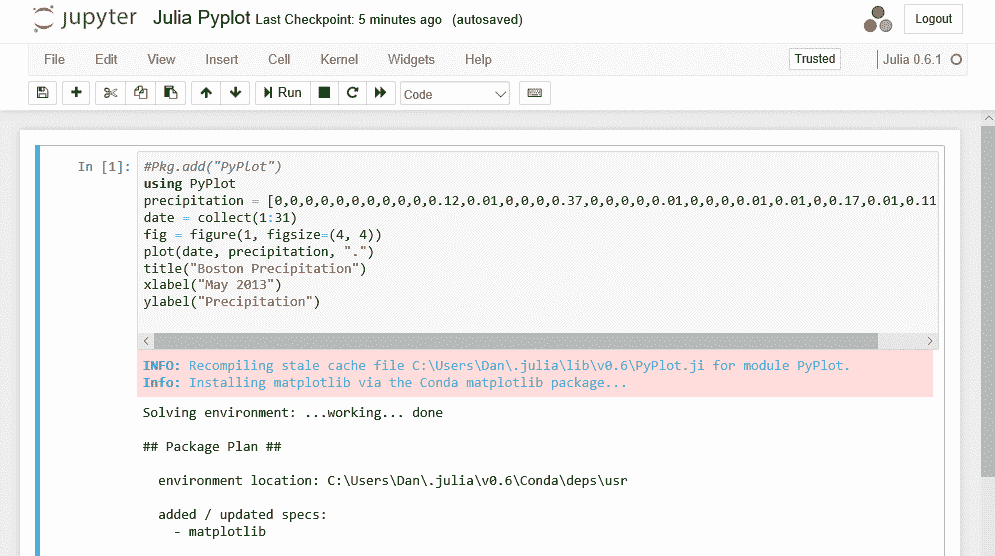 jupyter Julia Pyplot Last Checkpoint: 5 minutes ago (autosaved)
Logout
File Edit View Insert Cell Kernel Widgets Help
Trusted
Julia 0.6.1
Run
Code
In [1]: #Pkg.add("PyPlot")
using PyPlot
precipitation = [0,0,0,0,0,0,0,0,0,0,0.12,0.01,0,0,0,0.37,0,0,0,0,0.01,0,0,0,0.01,0.01,0,0.17,0.01,0.11
date = collect(1:31)
fig = figure(1, figsize=(4, 4))
plot(date, precipitation, ".")
title("Boston Precipitation")
xlabel("May 2013")
ylabel("Precipitation")
INFO: Recompiling stale cache file C:\Users\Dan\.julia\lib\v0.6\PyPlot.ji for module PyPlot.
Info: Installing matplotlib via the Conda matplotlib package...
Solving environment: ...working... done
## Package Plan ##
environment location: C:\Users\Dan\.julia\v0.6\Conda\deps\usr
added / updated specs:
- matplotlib